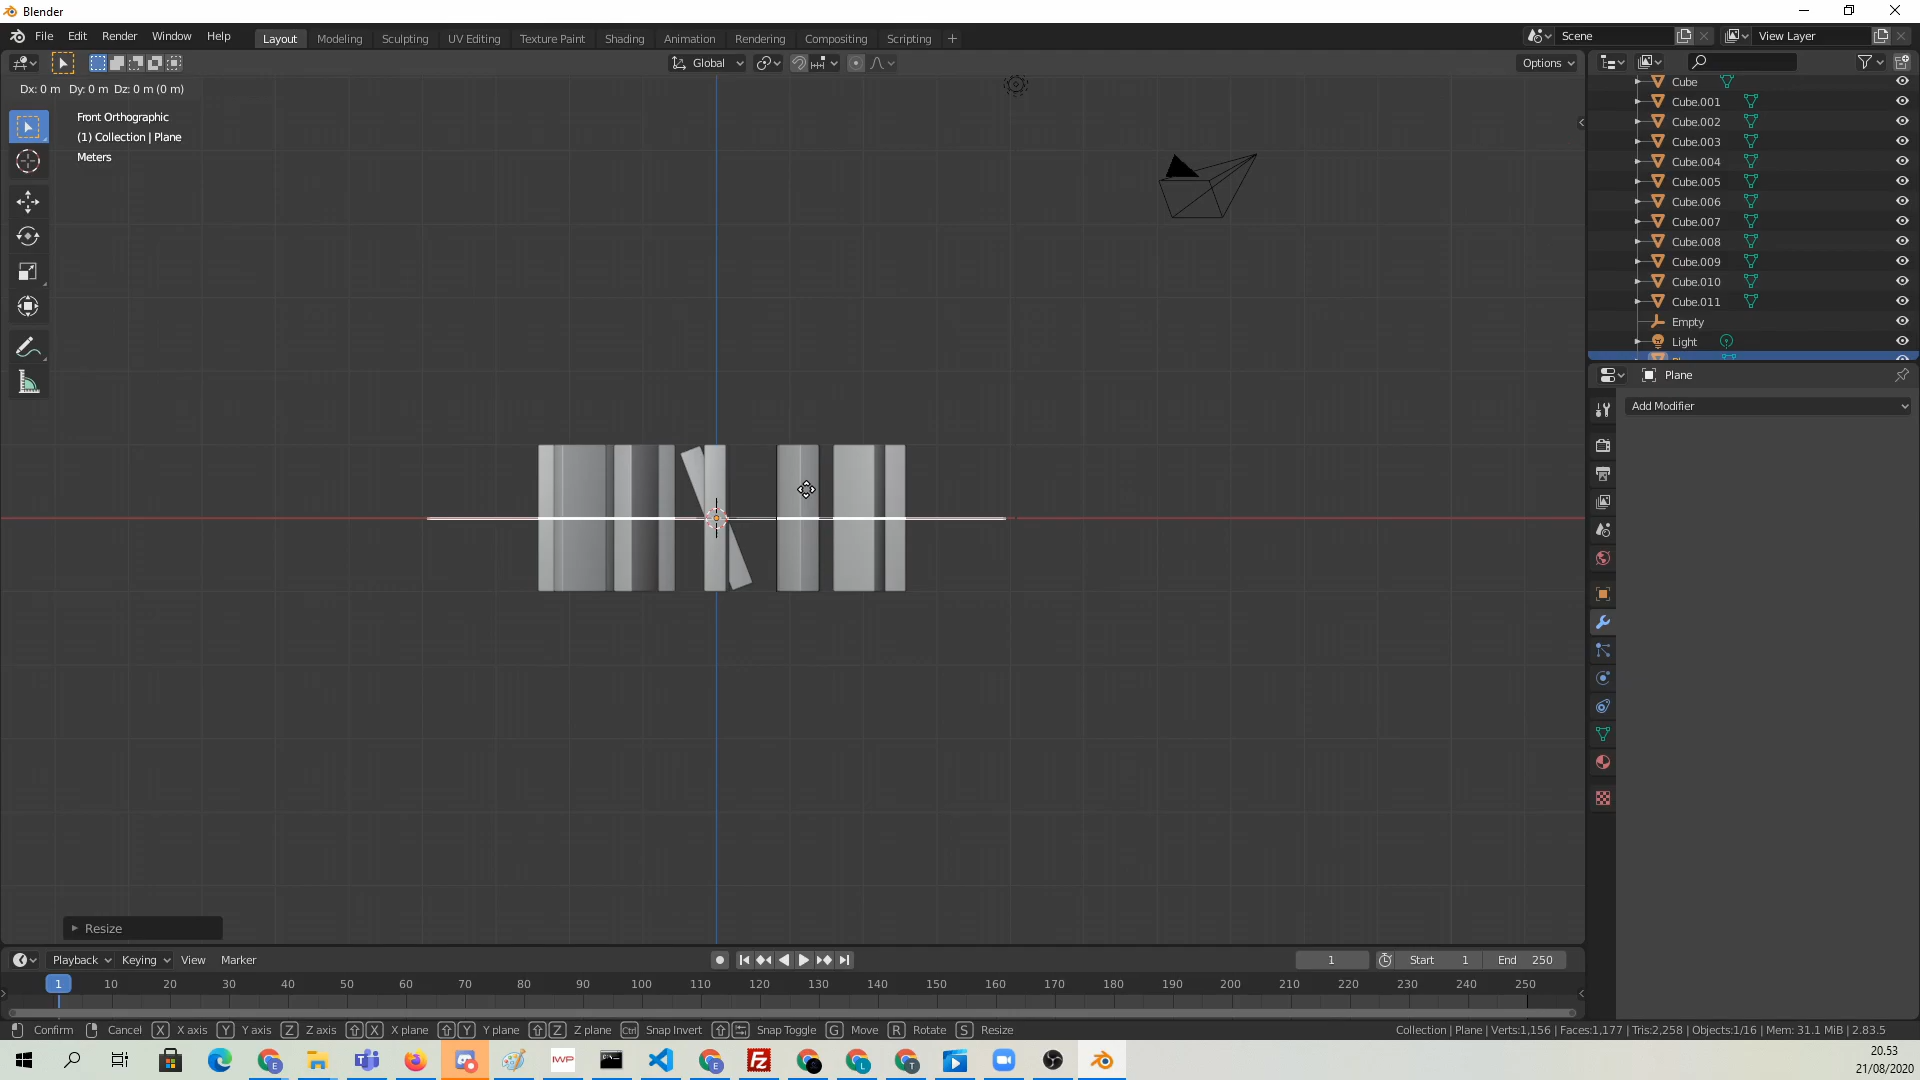 Blender
File Edit Render Window Help
Layout Modeling Sculpting UV Editing Texture Paint Shading Animation Rendering Compositing Scripting +
Scene
View Layer
Global
Options
Dx: 0 m Dy: 0 m Dz: 0 m (0 m)
Front Orthographic
(1) Collection | Plane
Meters
Cube
Cube.001
Cube.002
Cube.003
Cube.004
Cube.005
Cube.006
Cube.007
Cube.008
Cube.009
Cube.010
Cube.011
Empty
Light
Plane
Add Modifier
Resize
Playback Keying View Marker
1 Start 1 End 250
1 10 20 30 40 50 60 70 80 90 100 110 120 130 140 150 160 170 180 190 200 210 220 230 240 250
Confirm Cancel X X axis Y Y axis Z Z axis X X plane Y Y plane Z Z plane Ctrl Snap Invert Snap Toggle G Move R Rotate S Resize
Collection | Plane | Verts:1,156 | Faces:1,177 | Tris:2,258 | Objects:1/16 | Mem: 31.1 MiB | 2.83.5
IWP
20.53
21/08/2020